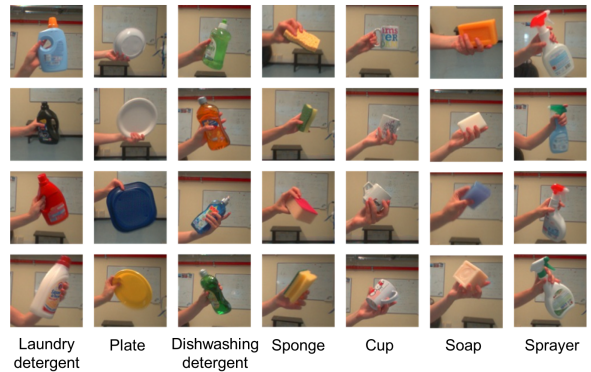 Laundry
detergent
Plate
Dishwashing
detergent
Sponge
Cup
Soap
Sprayer